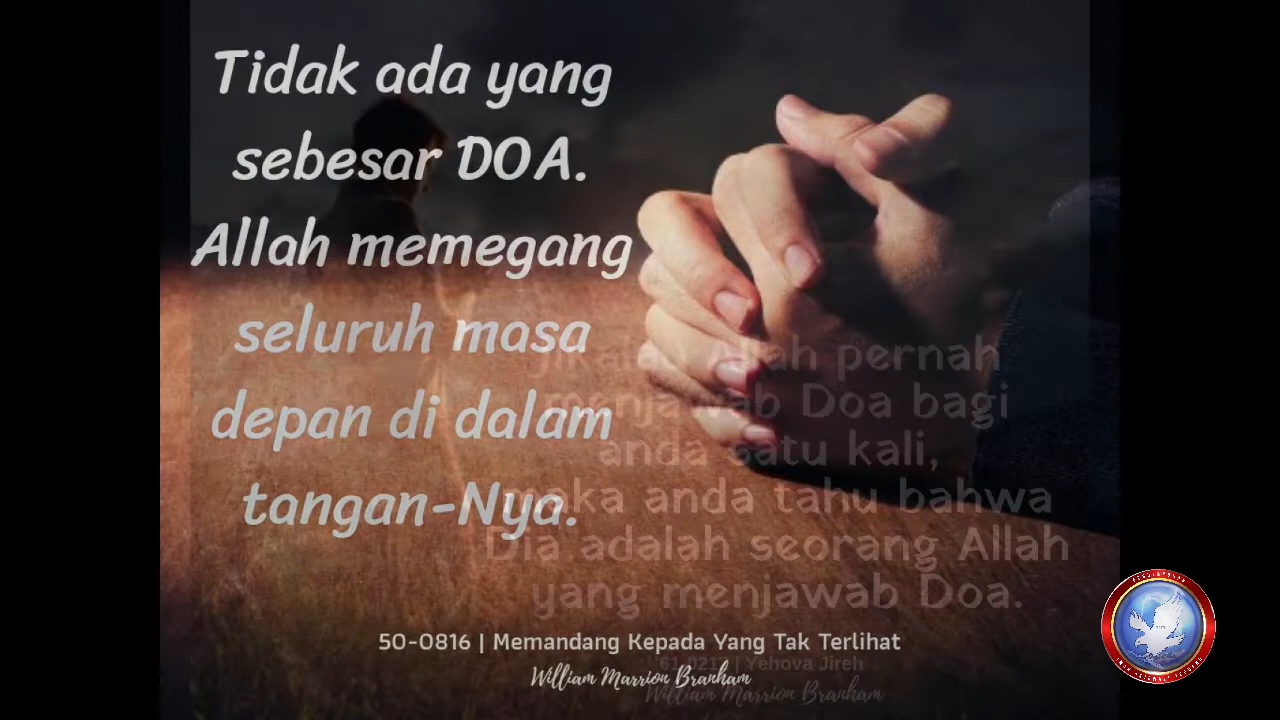 Tidak ada yang
sebesar DOA.
Allah memegang
seluruh masa
depan di dalam
tangan-Nya.
Jikalau Allah pernah
menjawab Doa bagi
anda satu kali,
maka anda tahu bahwa
Dia adalah seorang Allah
yang menjawab Doa.
50-0816 | Memandang Kepada Yang Tak Terlihat
William Marrion Branham
| Yehova Jireh
William Marrion Branham